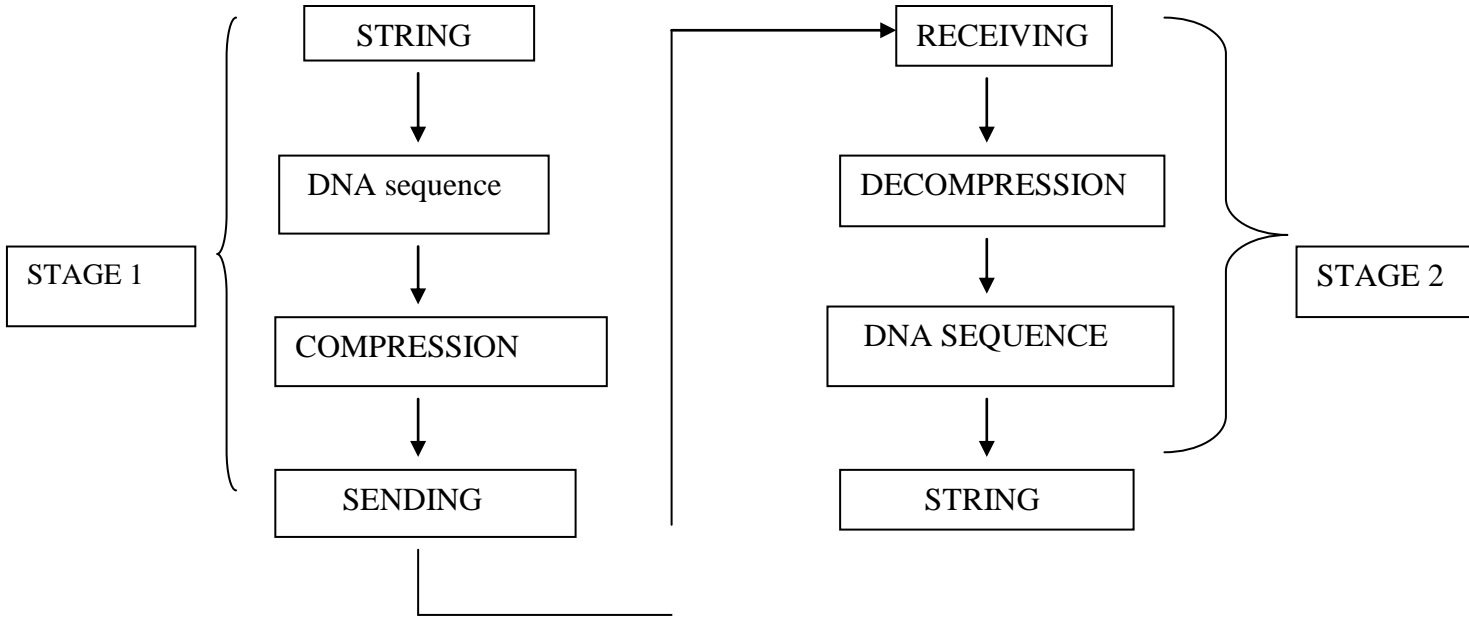 STAGE 1
STRING
DNA sequence
COMPRESSION
SENDING
RECEIVING
DECOMPRESSION
DNA SEQUENCE
STRING
STAGE 2